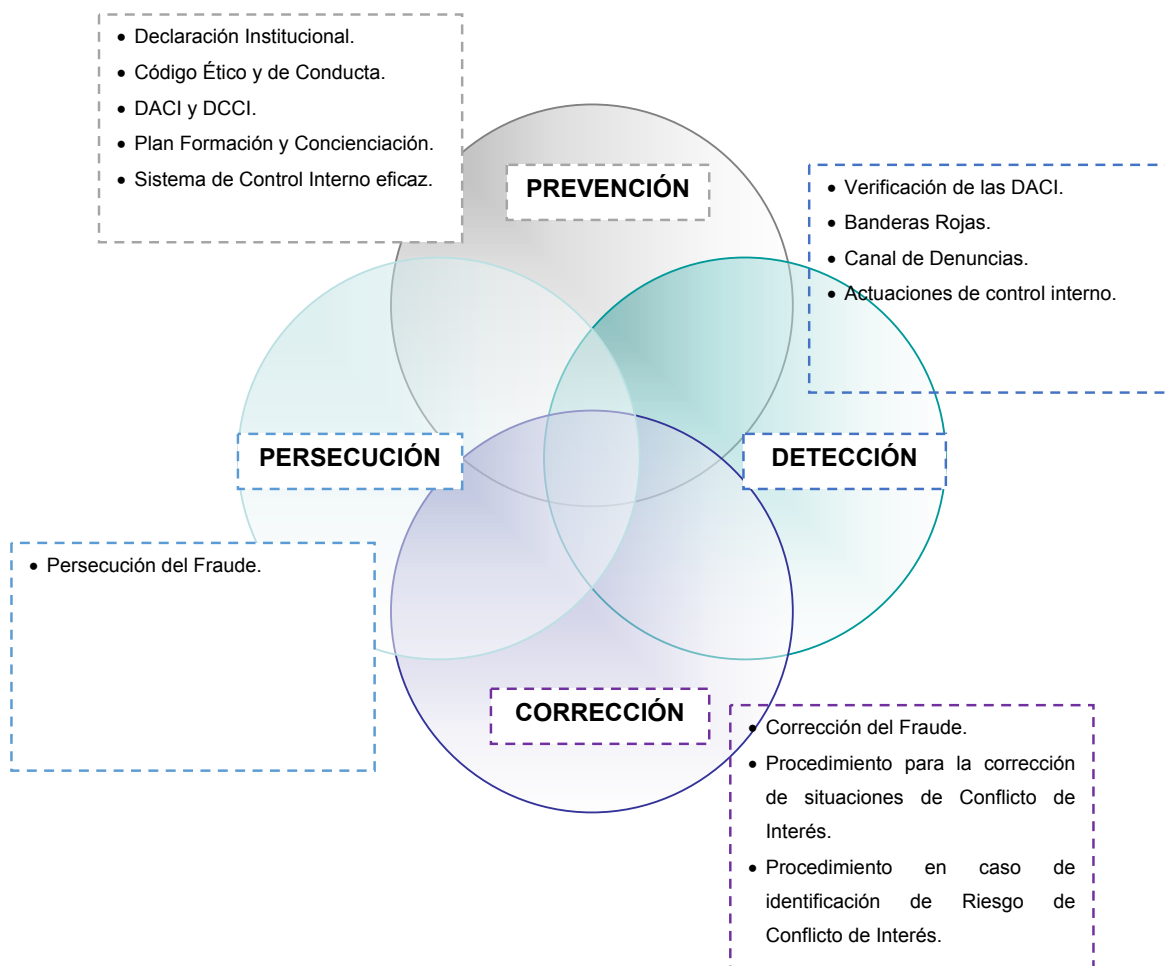 • Declaración Institucional.
• Código Ético y de Conducta.
• DACI y DCCI.
• Plan Formación y Concienciación.
• Sistema de Control Interno eficaz.
PREVENCIÓN
• Verificación de las DACI.
• Banderas Rojas.
• Canal de Denuncias.
• Actuaciones de control interno.
PERSECUCIÓN
DETECCIÓN
• Persecución del Fraude.
CORRECCIÓN
• Corrección del Fraude.
• Procedimiento para la corrección
de situaciones de Conflicto de
Interés.
• Procedimiento en caso de
identificación de Riesgo de
Conflicto de Interés.